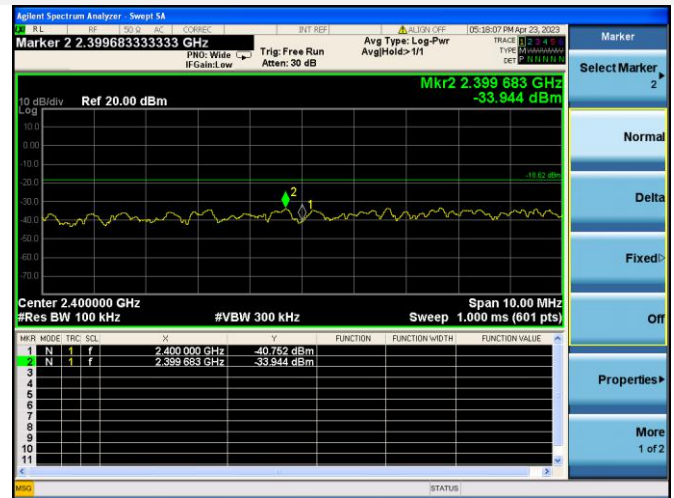 Agilent Spectrum Analyzer - Swept SA
RL RF 50 Ω AC CORREC INT REF ALIGN OFF 05:18:07 PM Apr 23, 2023
Marker 2 2.399683333333 GHz
PNO: Wide
IFGain:Low
Trig: Free Run
Atten: 30 dB
Avg Type: Log-Pwr
Avg|Hold>1/1
TRACE 1 2 3 4 5 6
TYPE M
DET P N N N N N
Mkr2 2.399 683 GHz
-33.944 dBm
10 dB/div Ref 20.00 dBm
Log
10.0
0.00
-10.0
-18.62 dBm
-20.0
-30.0
-40.0
-50.0
-60.0
-70.0
2
1
Center 2.400000 GHz Span 10.00 MHz
#Res BW 100 kHz #VBW 300 kHz Sweep 1.000 ms (601 pts)
MKR MODE TRC SCL X Y FUNCTION FUNCTION WIDTH FUNCTION VALUE
1 N 1 f 2.400 000 GHz -40.752 dBm
2 N 1 f 2.399 683 GHz -33.944 dBm
3
4
5
6
7
8
9
10
11
MSG STATUS
Marker
Select Marker
2
Normal
Delta
Fixed
Off
Properties
More
1 of 2